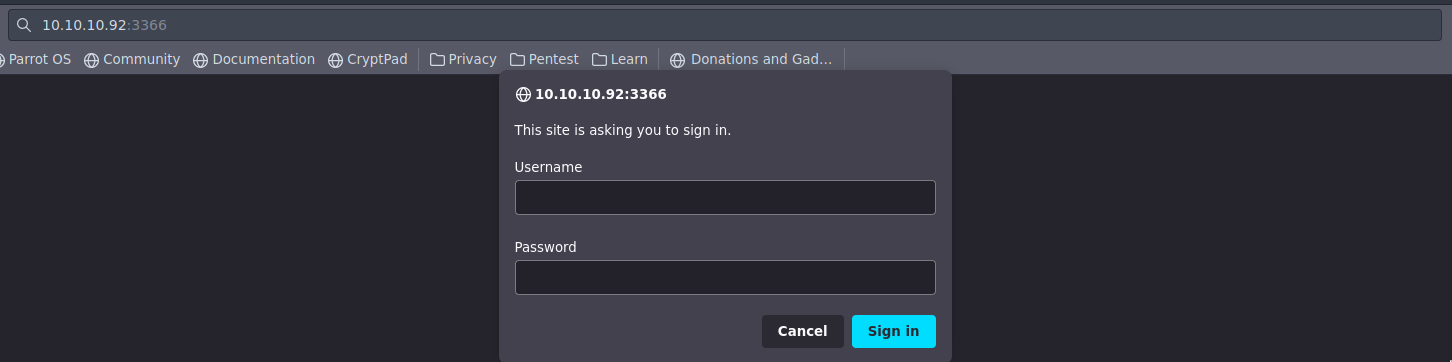 10.10.10.92:3366
Parrot OS Community Documentation CryptPad Privacy Pentest Learn Donations and Gad...
10.10.10.92:3366
This site is asking you to sign in.
Username
Password
Cancel Sign in